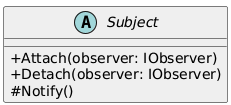 A Subject
+Attach(observer: IObserver)
+Detach(observer: IObserver)
#Notify()